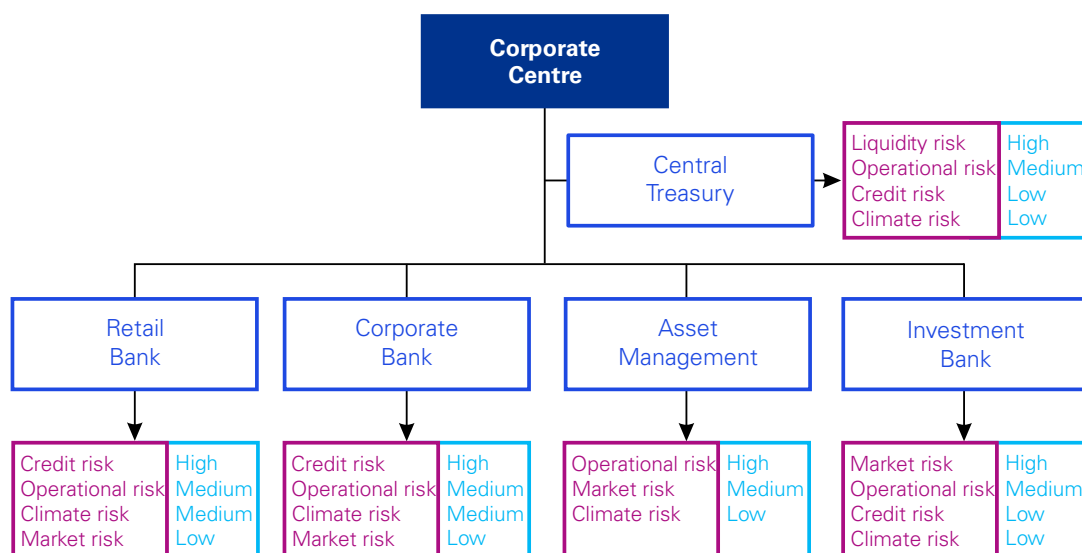 Corporate
Centre
Central
Treasury
Liquidity risk High
Operational risk Medium
Credit risk Low
Climate risk Low
Retail
Bank
Corporate
Bank
Asset
Management
Investment
Bank
Credit risk High
Operational risk Medium
Climate risk Medium
Market risk Low
Credit risk High
Operational risk Medium
Climate risk Medium
Market risk Low
Operational risk High
Market risk Medium
Climate risk Low
Market risk High
Operational risk Medium
Credit risk Low
Climate risk Low